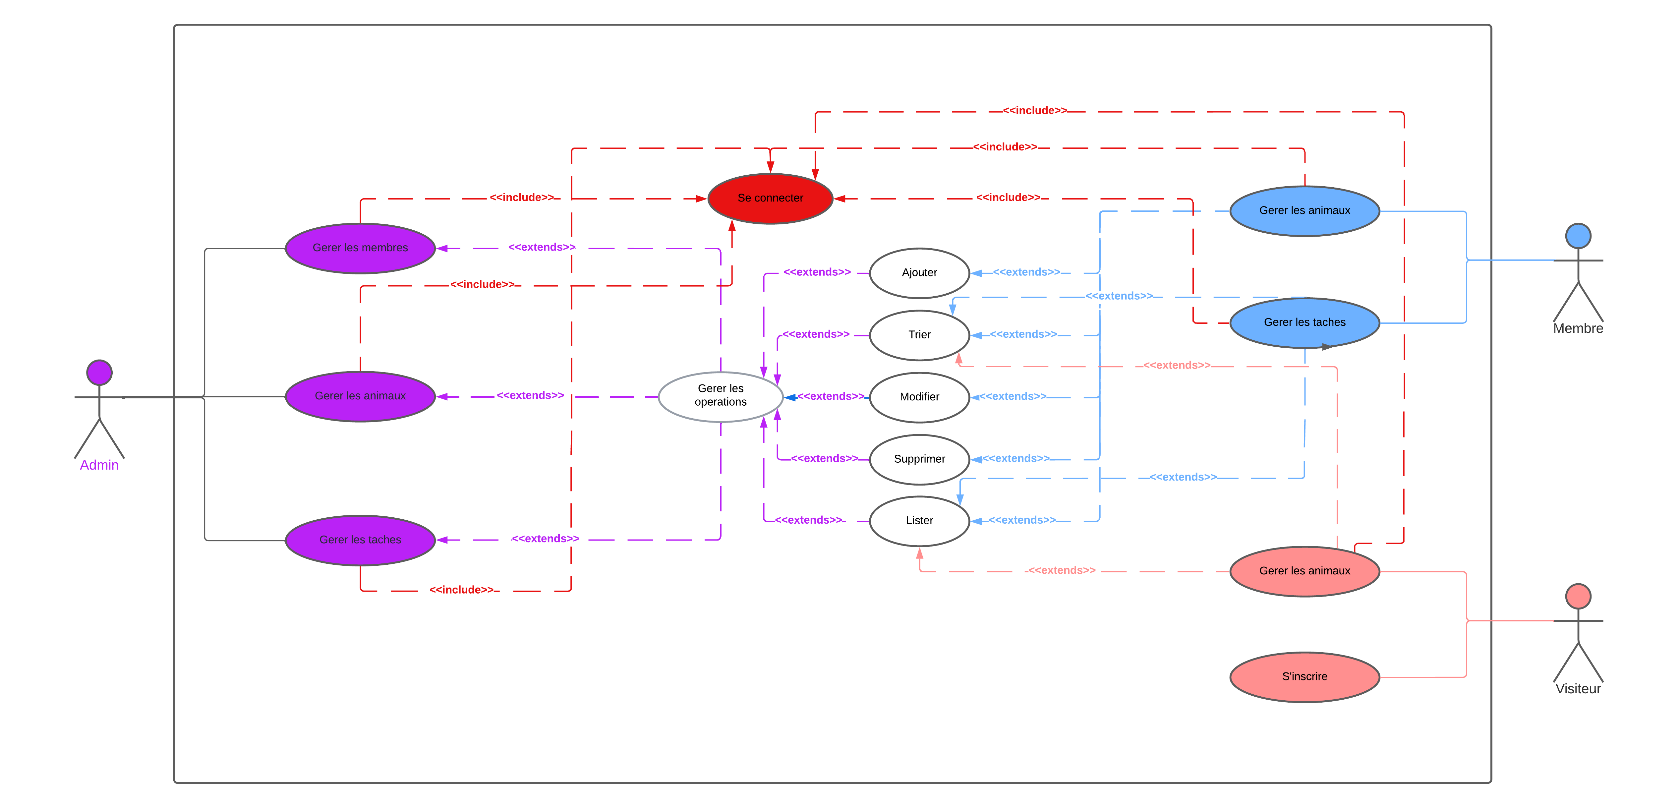 <<include>>
<<include>>
Se connecter
<<include>>
<<include>>
Gerer les animaux
Gerer les membres
<<extends>>
Ajouter
<<extends>>
<<extends>>
<<include>>
<<extends>>
Gerer les taches
Membre
Trier
<<extends>>
<<extends>>
<<extends>>
Gerer les
operations
Gerer les animaux
<<extends>>
<<extends>>
Modifier
<<extends>>
Admin
<<extends>>
Supprimer
<<extends>>
<<extends>>
<<extends>>
Lister
<<extends>>
Gerer les taches
<<extends>>
<<extends>>
Gerer les animaux
<<include>>
S'inscrire
Visiteur